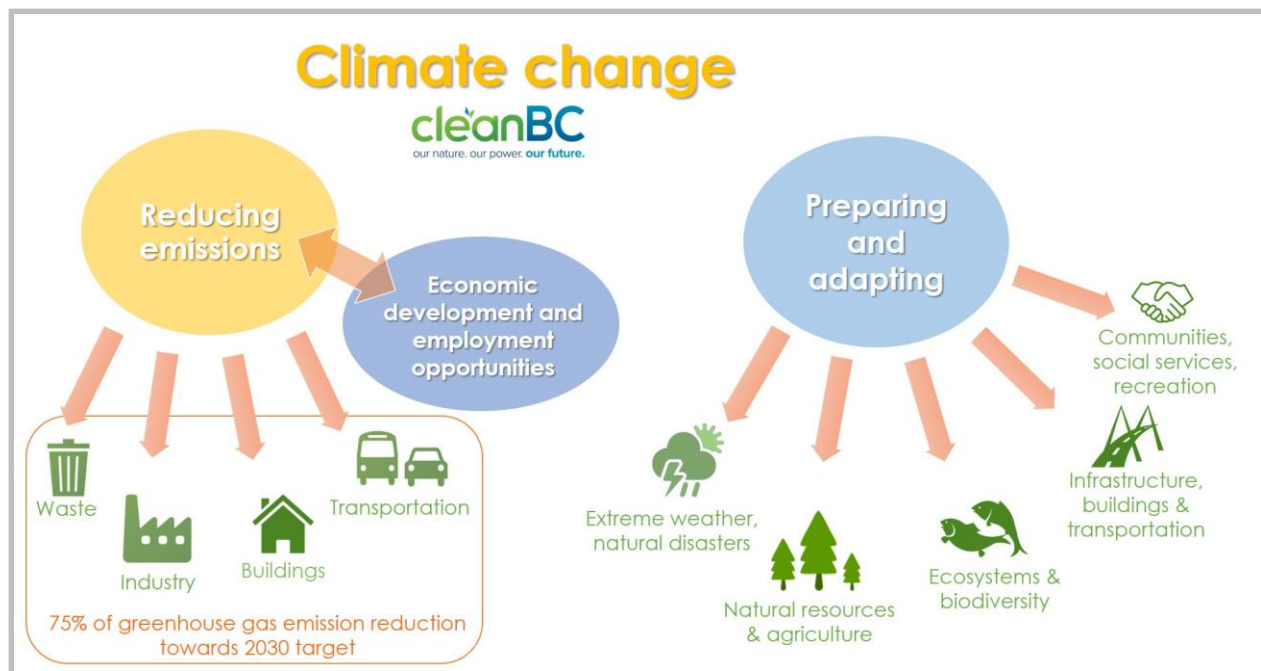 Climate change
cleanBC
our nature. our power. our future.
Reducing
emissions
Economic
development and
employment
opportunities
Waste
Industry
Buildings
Transportation
75% of greenhouse gas emission reduction
towards 2030 target
Preparing
and
adapting
Extreme weather,
natural disasters
Natural resources
& agriculture
Ecosystems &
biodiversity
Infrastructure,
buildings &
transportation
Communities,
social services,
recreation